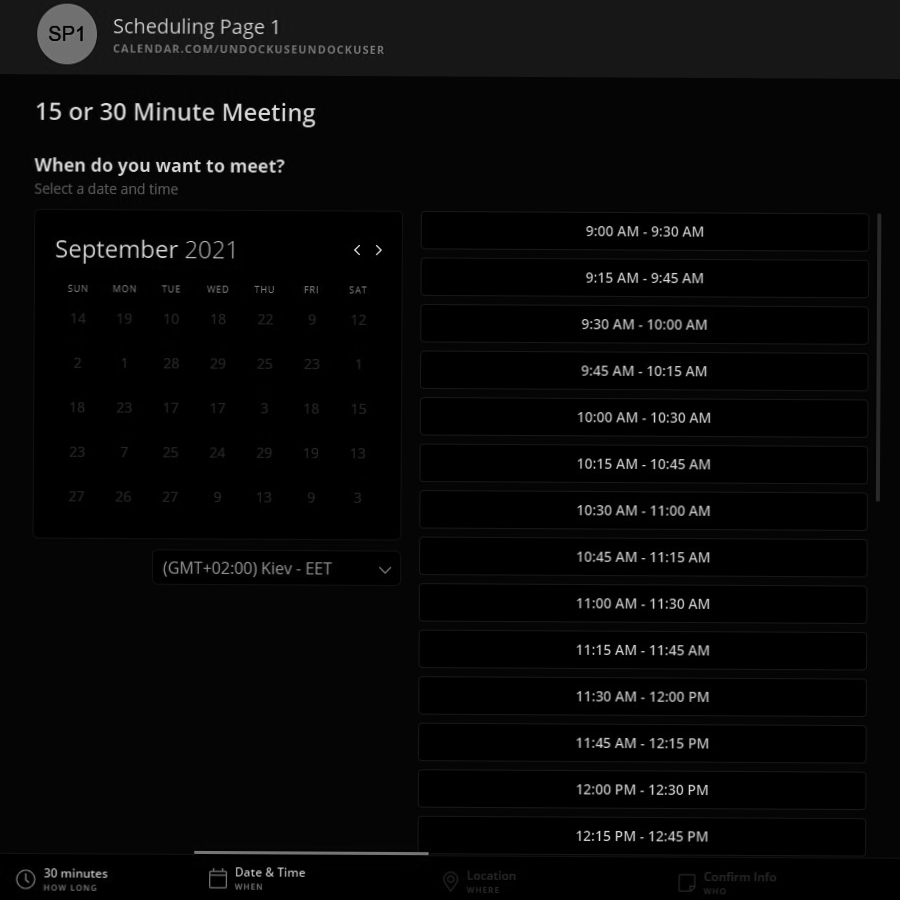 SP1
Scheduling Page 1
CALENDAR.COM/UNDOCKUSEUNDOCKUSER
15 or 30 Minute Meeting
When do you want to meet?
Select a date and time
September 2021
SUN MON TUE WED THU FRI SAT
14 19 10 18 22 9 12
2 1 28 29 25 23 1
18 23 17 17 3 18 15
23 7 25 24 29 19 13
27 26 27 9 13 9 3
(GMT+02:00) Kiev - EET
9:00 AM - 9:30 AM
9:15 AM - 9:45 AM
9:30 AM - 10:00 AM
9:45 AM - 10:15 AM
10:00 AM - 10:30 AM
10:15 AM - 10:45 AM
10:30 AM - 11:00 AM
10:45 AM - 11:15 AM
11:00 AM - 11:30 AM
11:15 AM - 11:45 AM
11:30 AM - 12:00 PM
11:45 AM - 12:15 PM
12:00 PM - 12:30 PM
12:15 PM - 12:45 PM
30 minutes
HOW LONG
Date & Time
WHEN
Location
WHERE
Confirm Info
WHO